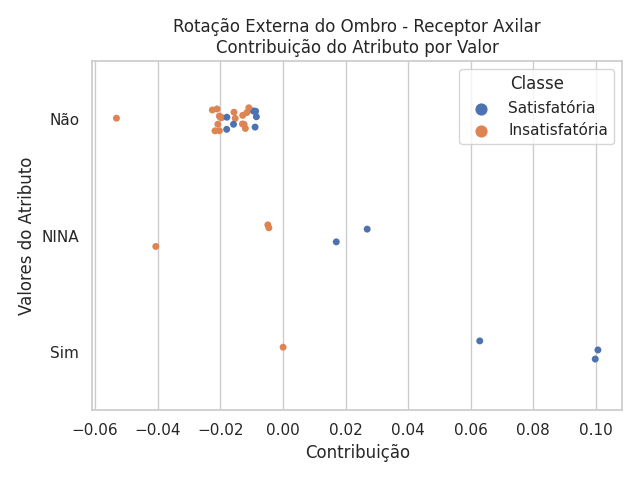 Rotação Externa do Ombro - Receptor Axilar
Contribuição do Atributo por Valor
Classe
Satisfatória
Insatisfatória
Valores do Atributo
Não
NINA
Sim
−0.06 −0.04 −0.02 0.00 0.02 0.04 0.06 0.08 0.10
Contribuição